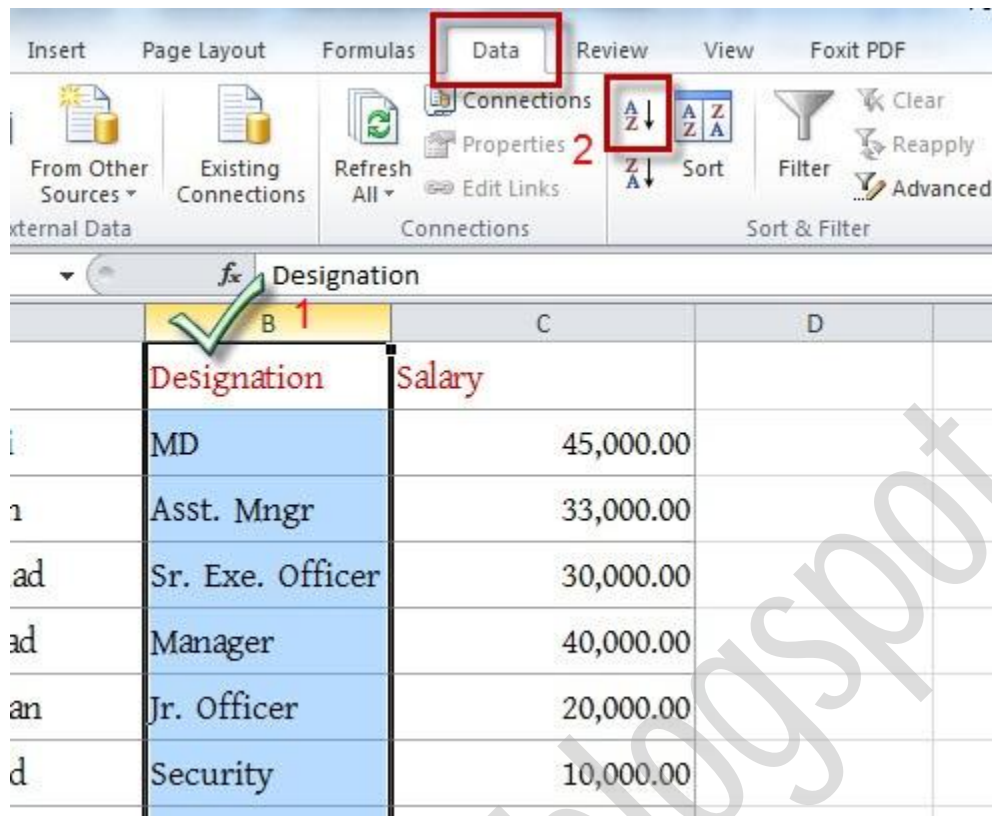 Insert Page Layout Formulas Data Review View Foxit PDF
From Other Sources
Existing Connections
Refresh All
Connections
Properties
Edit Links
2
A Z
Z A
A Z Z A
Sort
Filter
Clear
Reapply
Advanced
Connections
Sort & Filter
fx Designation
B 1 C D
Designation Salary
MD 45,000.00
Asst. Mngr 33,000.00
Sr. Exe. Officer 30,000.00
Manager 40,000.00
Jr. Officer 20,000.00
Security 10,000.00
blogspot